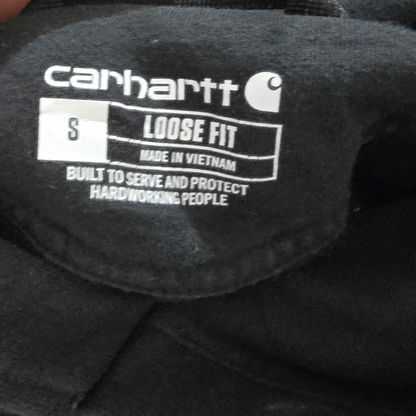 carhartt
S
LOOSE FIT
MADE IN VIETNAM
BUILT TO SERVE AND PROTECT
HARDWORKING PEOPLE